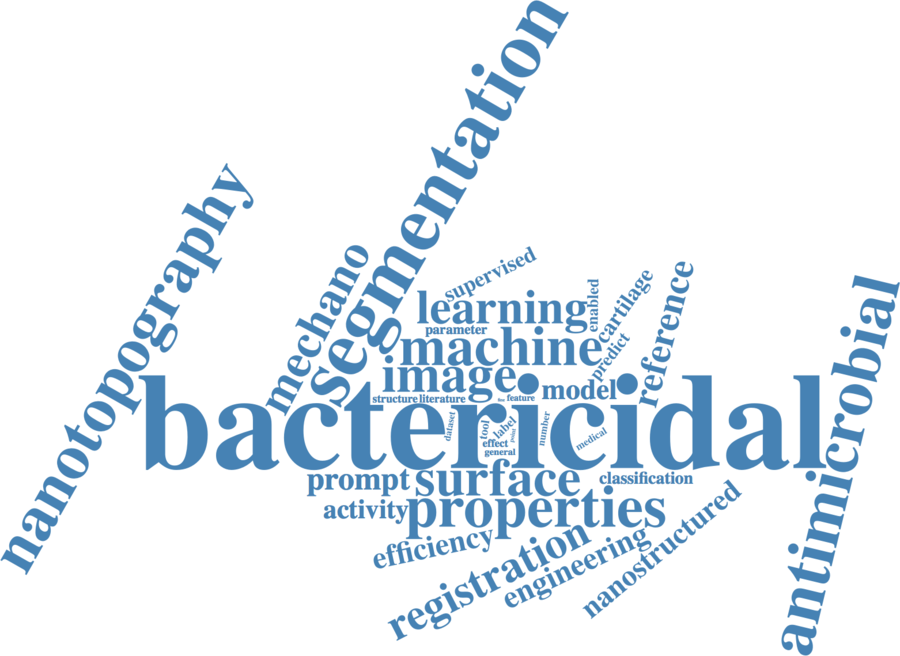 segmentation
nanotopography
mechano
supervised
learning
enabled
cartilage
reference
antimicrobial
parameter
machine
predict
image
model
structure literature
feature
bactericidal
dataset
tool
label
point
number
medical
effect
general
prompt
surface
classification
activity
properties
nanostructured
efficiency
registration
engineering